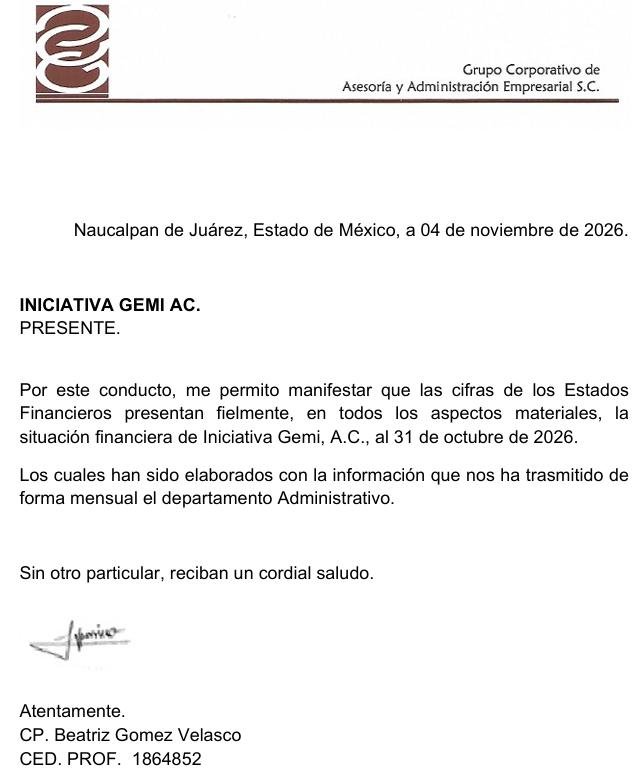 Grupo Corporativo de
Asesoría y Administración Empresarial S.C.
Naucalpan de Juárez, Estado de México, a 04 de noviembre de 2026.
INICIATIVA GEMI AC.
PRESENTE.
Por este conducto, me permito manifestar que las cifras de los Estados
Financieros presentan fielmente, en todos los aspectos materiales, la
situación financiera de Iniciativa Gemi, A.C., al 31 de octubre de 2026.
Los cuales han sido elaborados con la información que nos ha trasmitido de
forma mensual el departamento Administrativo.
Sin otro particular, reciban un cordial saludo.
Atentamente.
CP. Beatriz Gomez Velasco
CED. PROF. 1864852